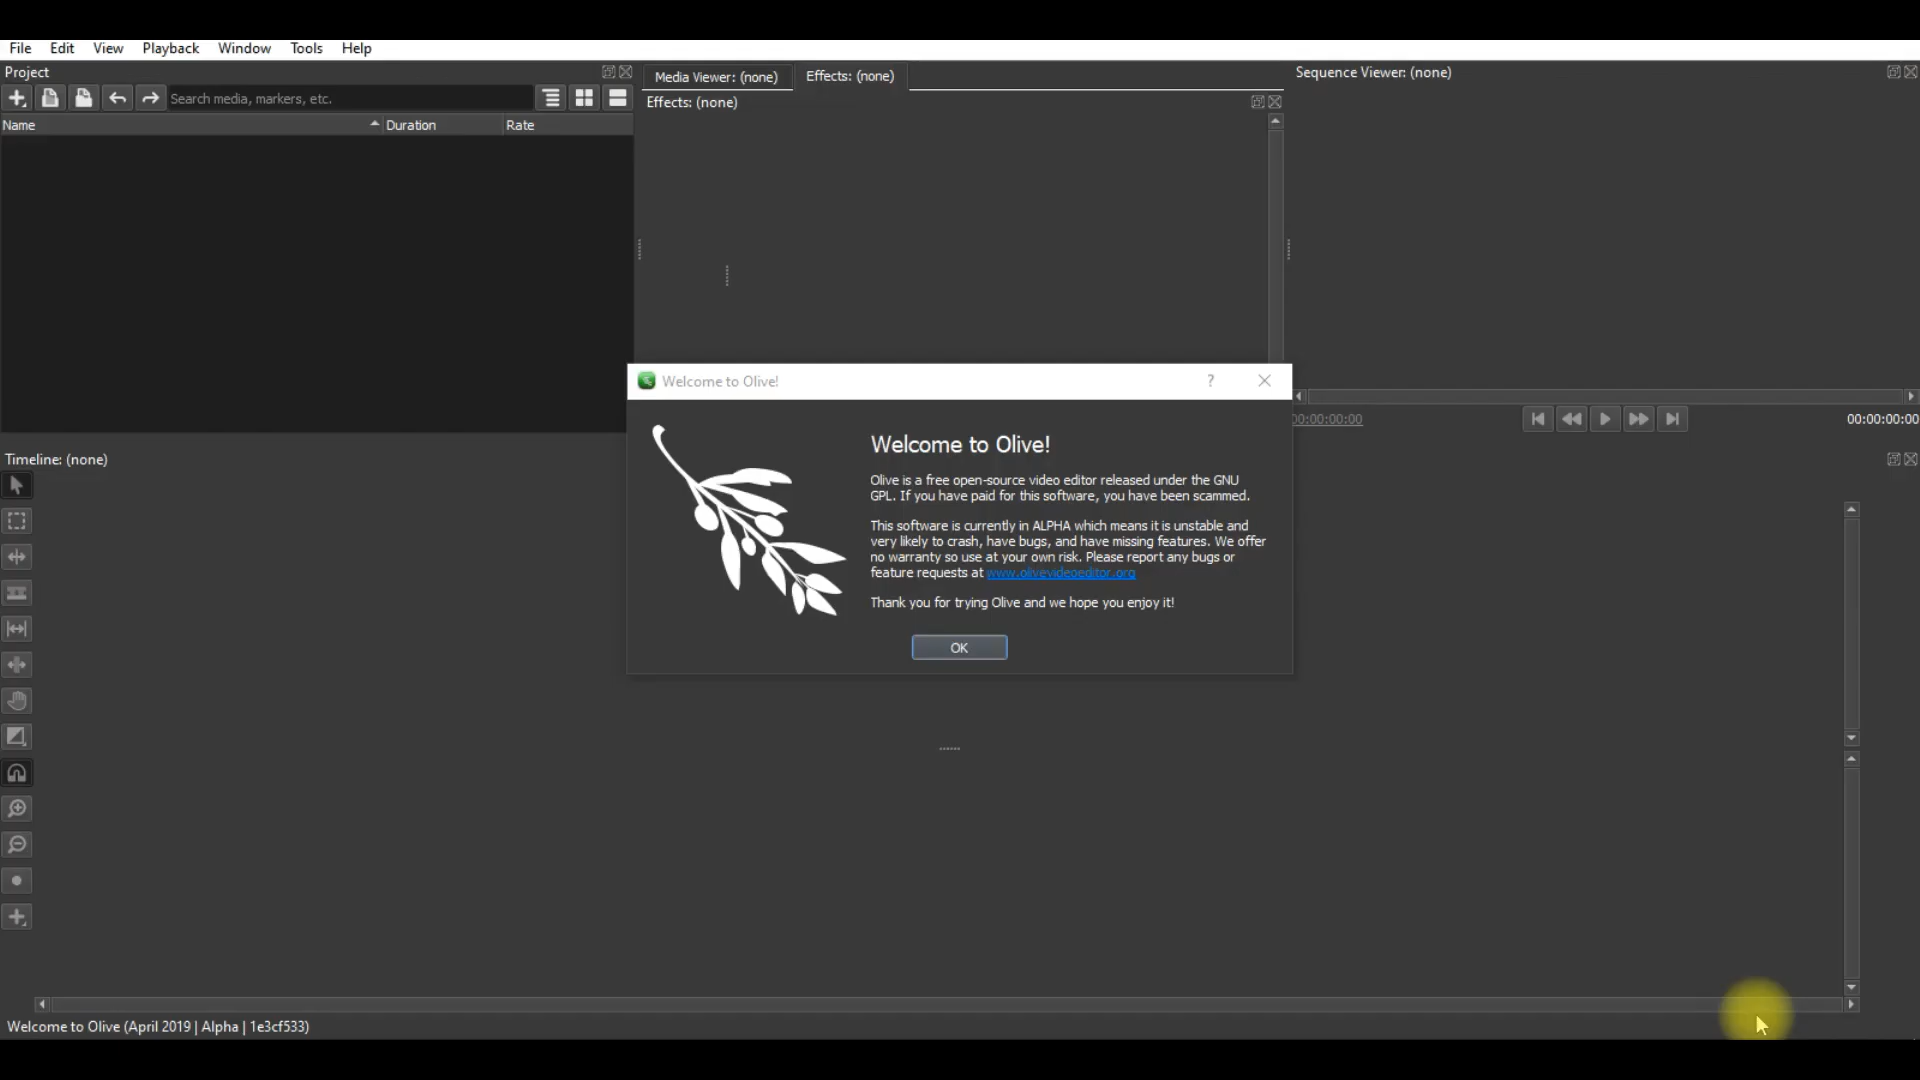 File Edit View Playback Window Tools Help
Project
Search media, markers, etc.
Name Duration Rate
Media Viewer: (none) Effects: (none)
Effects: (none)
Sequence Viewer: (none)
00:00:00:00 00:00:00:00
Welcome to Olive!
?
Welcome to Olive!
Olive is a free open-source video editor released under the GNU
GPL. If you have paid for this software, you have been scammed.
This software is currently in ALPHA which means it is unstable and
very likely to crash, have bugs, and have missing features. We offer
no warranty so use at your own risk. Please report any bugs or
feature requests at www.olivevideoeditor.org
Thank you for trying Olive and we hope you enjoy it!
OK
Timeline: (none)
Welcome to Olive (April 2019 | Alpha | 1e3cf533)